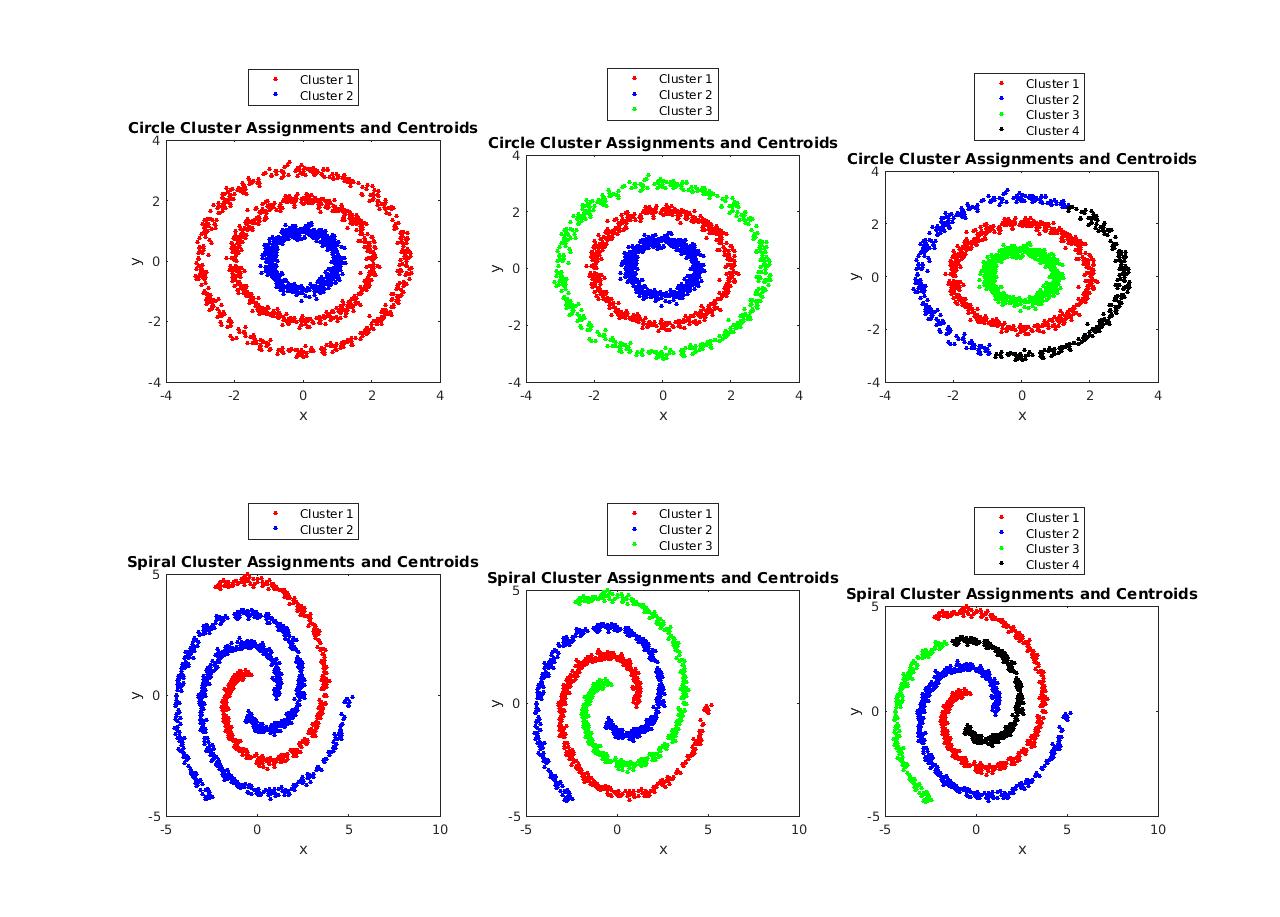 Cluster 1
Cluster 2
Circle Cluster Assignments and Centroids
4
2
0
-2
-4
y
-4 -2 0 2 4
x
Cluster 1
Cluster 2
Cluster 3
Circle Cluster Assignments and Centroids
4
2
0
-2
-4
y
-4 -2 0 2 4
x
Cluster 1
Cluster 2
Cluster 3
Cluster 4
Circle Cluster Assignments and Centroids
4
2
0
-2
-4
y
-4 -2 0 2 4
x
Cluster 1
Cluster 2
Spiral Cluster Assignments and Centroids
5
0
-5
y
-5 0 5 10
x
Cluster 1
Cluster 2
Cluster 3
Spiral Cluster Assignments and Centroids
5
0
-5
y
-5 0 5 10
x
Cluster 1
Cluster 2
Cluster 3
Cluster 4
Spiral Cluster Assignments and Centroids
5
0
-5
y
-5 0 5 10
x